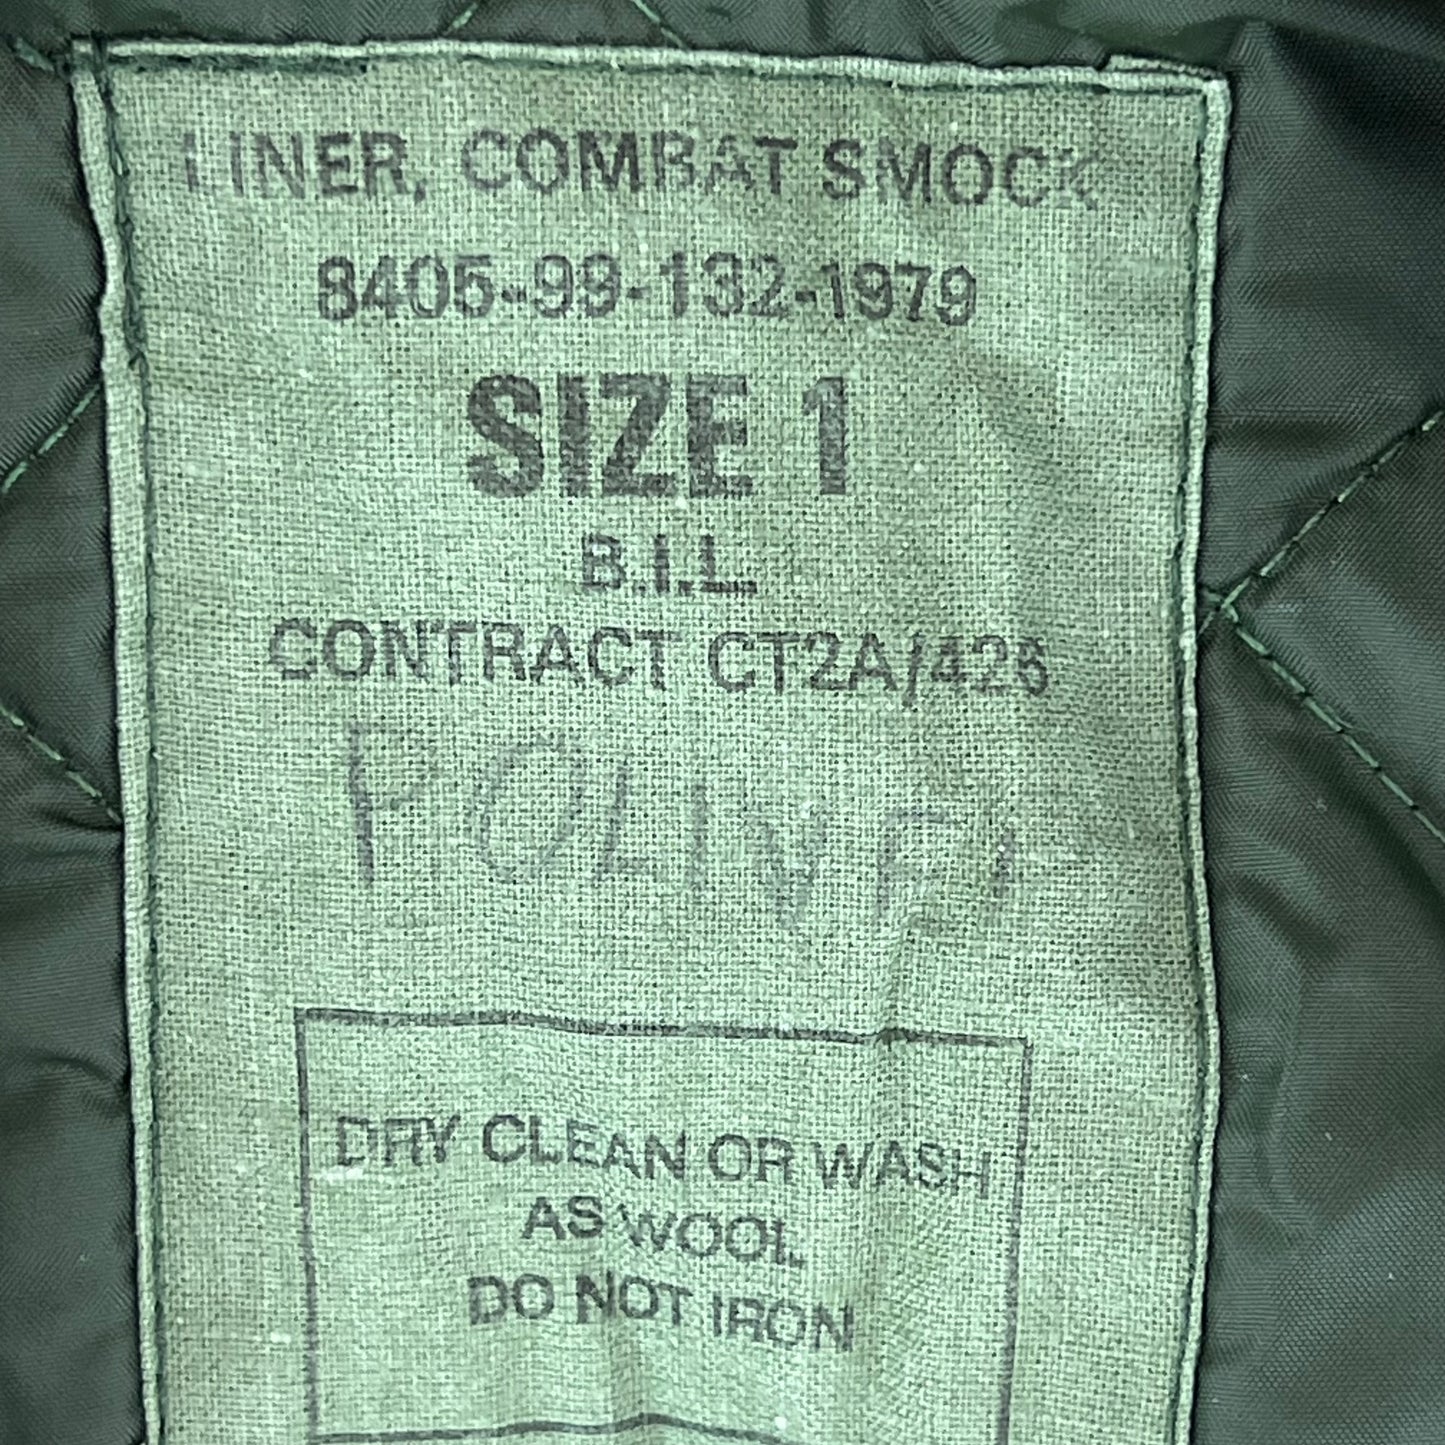 LINER, COMBAT SMOCK
8405-99-132-1979
SIZE 1
B.I.L.
CONTRACT CT2A/426
DRY CLEAN OR WASH
AS WOOL
DO NOT IRON